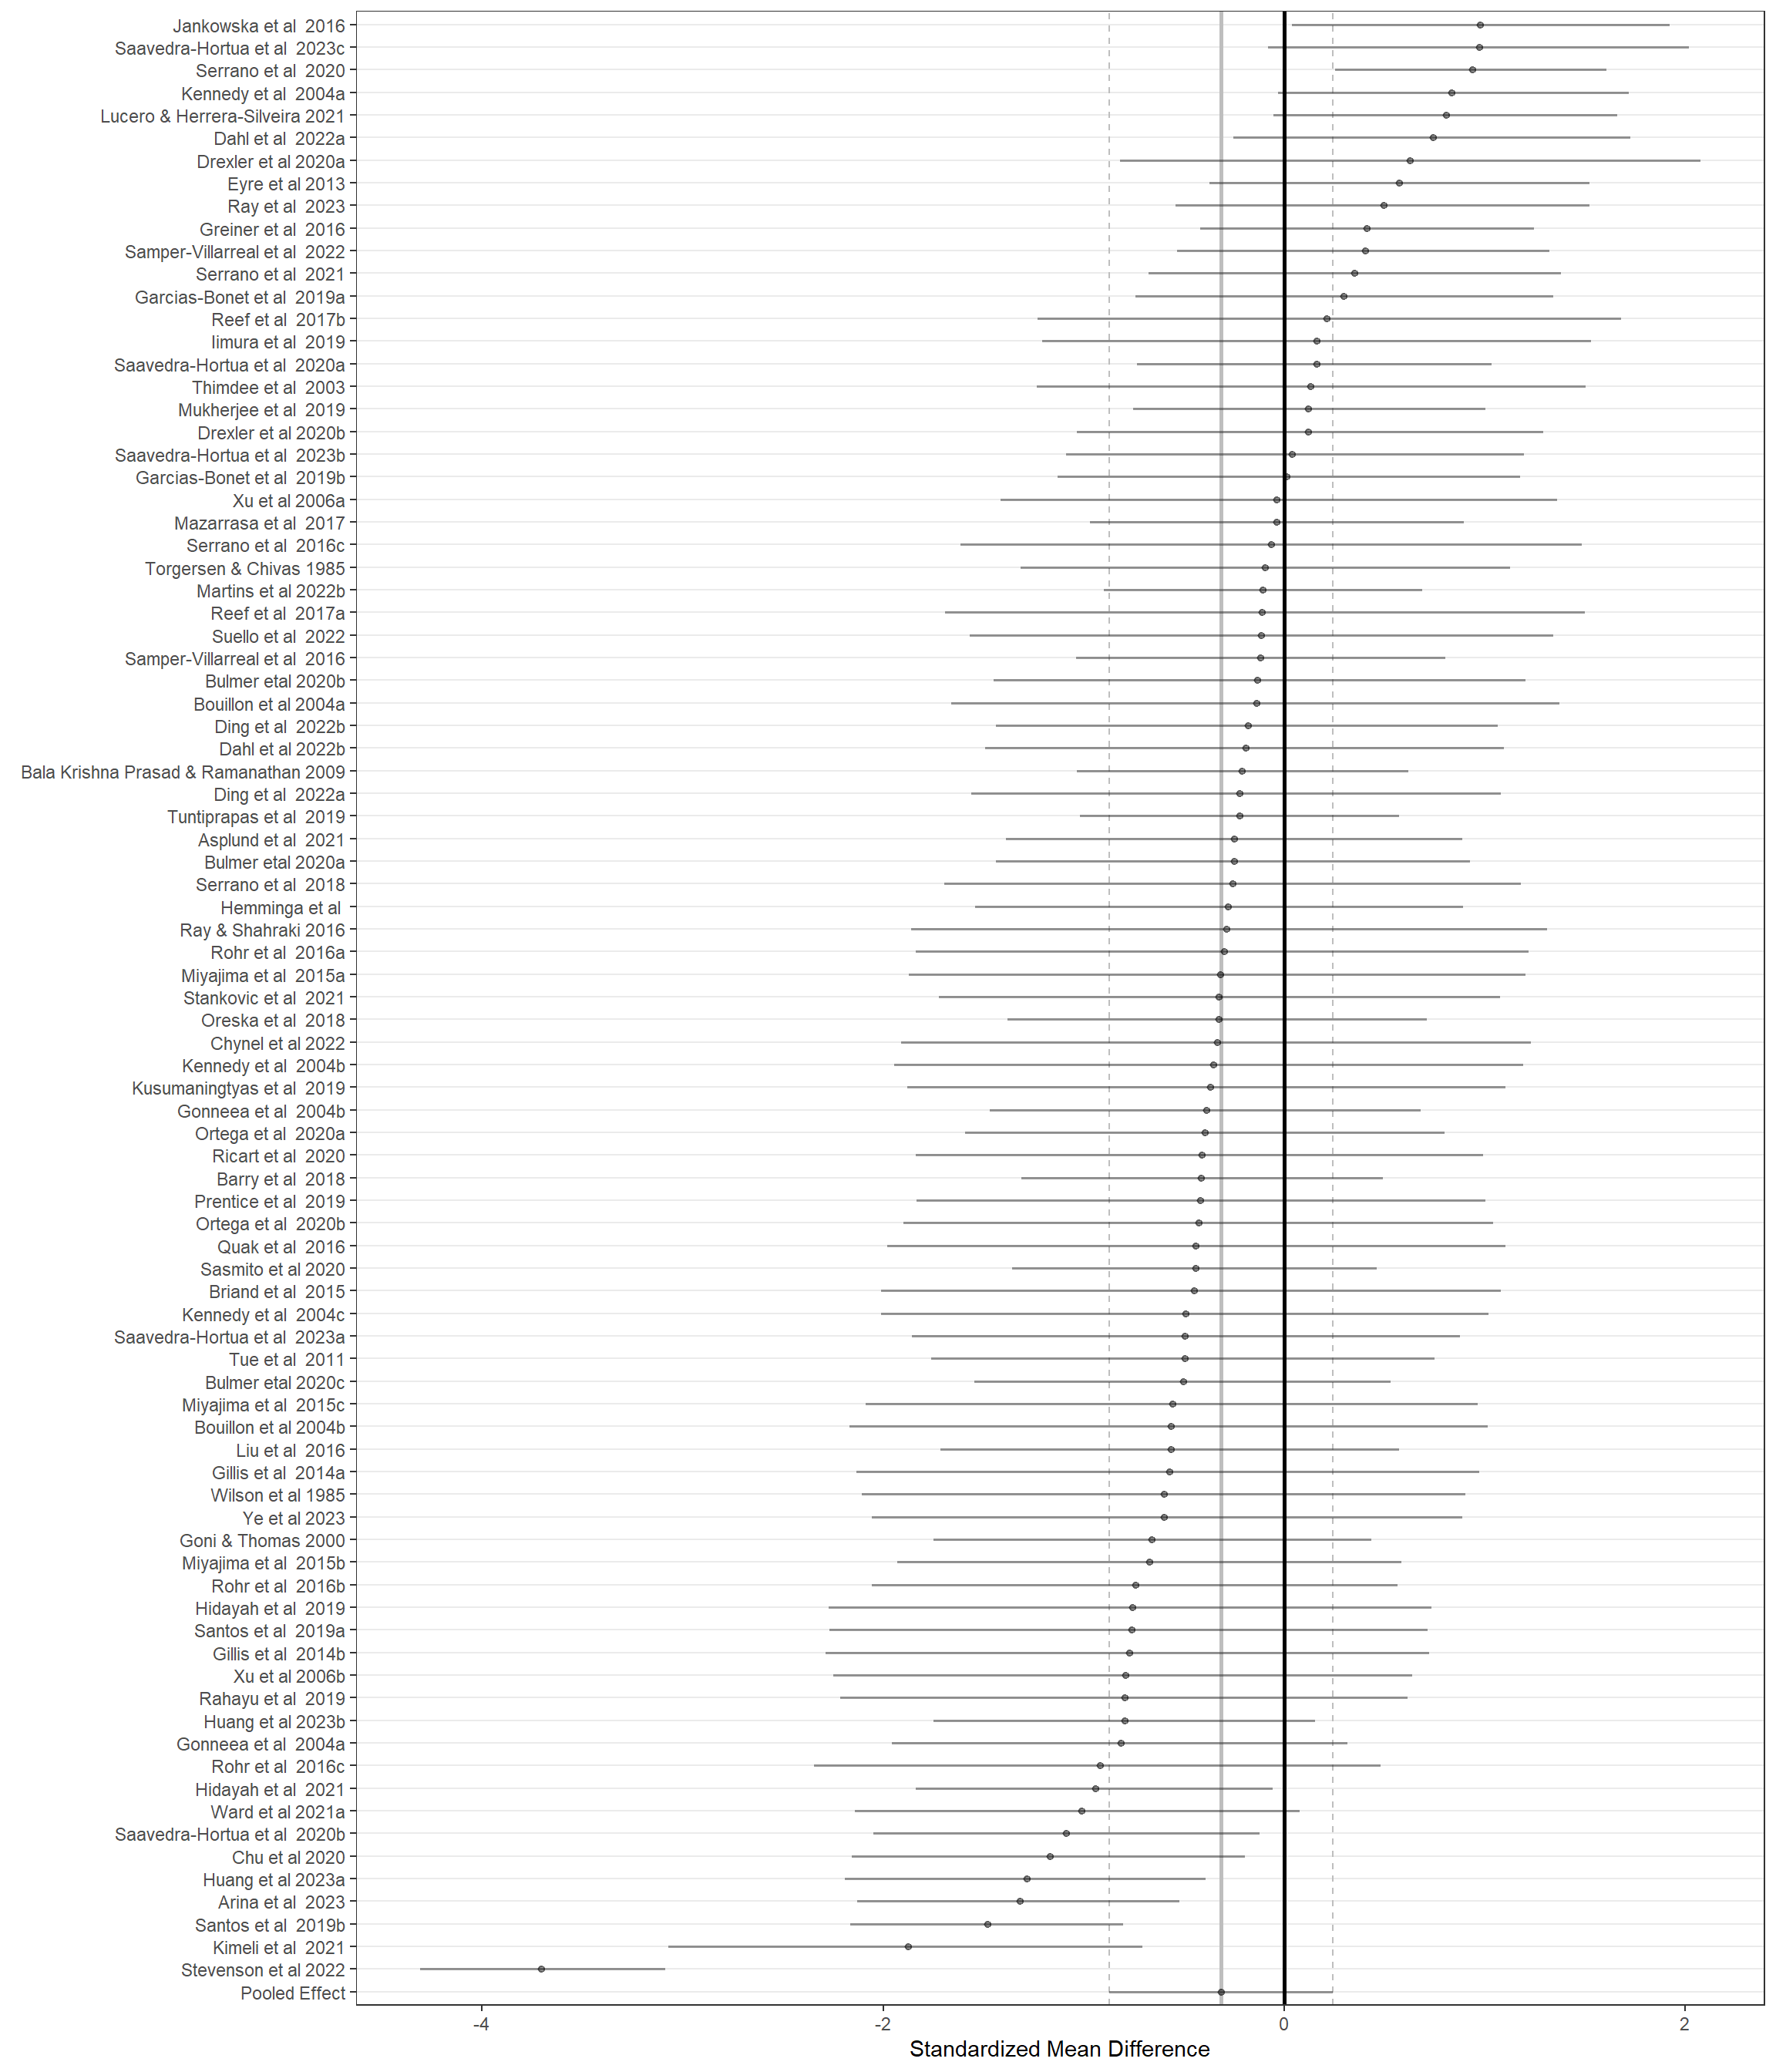 Jankowska et al  2016
Saavedra-Hortua et al  2023c
Serrano et al  2020
Kennedy et al  2004a
Lucero & Herrera-Silveira 2021
Dahl et al  2022a
Drexler et al 2020a
Eyre et al 2013
Ray et al  2023
Greiner et al  2016
Samper-Villarreal et al  2022
Serrano et al  2021
Garcias-Bonet et al  2019a
Reef et al  2017b
Iimura et al  2019
Saavedra-Hortua et al  2020a
Thimdee et al  2003
Mukherjee et al  2019
Drexler et al 2020b
Saavedra-Hortua et al  2023b
Garcias-Bonet et al  2019b
Xu et al 2006a
Mazarrasa et al  2017
Serrano et al  2016c
Torgersen & Chivas 1985
Martins et al 2022b
Reef et al  2017a
Suello et al  2022
Samper-Villarreal et al  2016
Bulmer etal 2020b
Bouillon et al 2004a
Ding et al  2022b
Dahl et al 2022b
Bala Krishna Prasad & Ramanathan 2009
Ding et al  2022a
Tuntiprapas et al  2019
Asplund et al  2021
Bulmer etal 2020a
Serrano et al  2018
Hemminga et al
Ray & Shahraki 2016
Rohr et al  2016a
Miyajima et al  2015a
Stankovic et al  2021
Oreska et al  2018
Chynel et al 2022
Kennedy et al  2004b
Kusumaningtyas et al  2019
Gonneea et al  2004b
Ortega et al  2020a
Ricart et al  2020
Barry et al  2018
Prentice et al  2019
Ortega et al  2020b
Quak et al  2016
Sasmito et al 2020
Briand et al  2015
Kennedy et al  2004c
Saavedra-Hortua et al  2023a
Tue et al  2011
Bulmer etal 2020c
Miyajima et al  2015c
Bouillon et al 2004b
Liu et al  2016
Gillis et al  2014a
Wilson et al 1985
Ye et al 2023
Goni & Thomas 2000
Miyajima et al  2015b
Rohr et al  2016b
Hidayah et al  2019
Santos et al  2019a
Gillis et al  2014b
Xu et al 2006b
Rahayu et al  2019
Huang et al 2023b
Gonneea et al  2004a
Rohr et al  2016c
Hidayah et al  2021
Ward et al 2021a
Saavedra-Hortua et al  2020b
Chu et al 2020
Huang et al 2023a
Arina et al  2023
Santos et al  2019b
Kimeli et al  2021
Stevenson et al 2022
Pooled Effect
-4 -2 0 2
Standardized Mean Difference